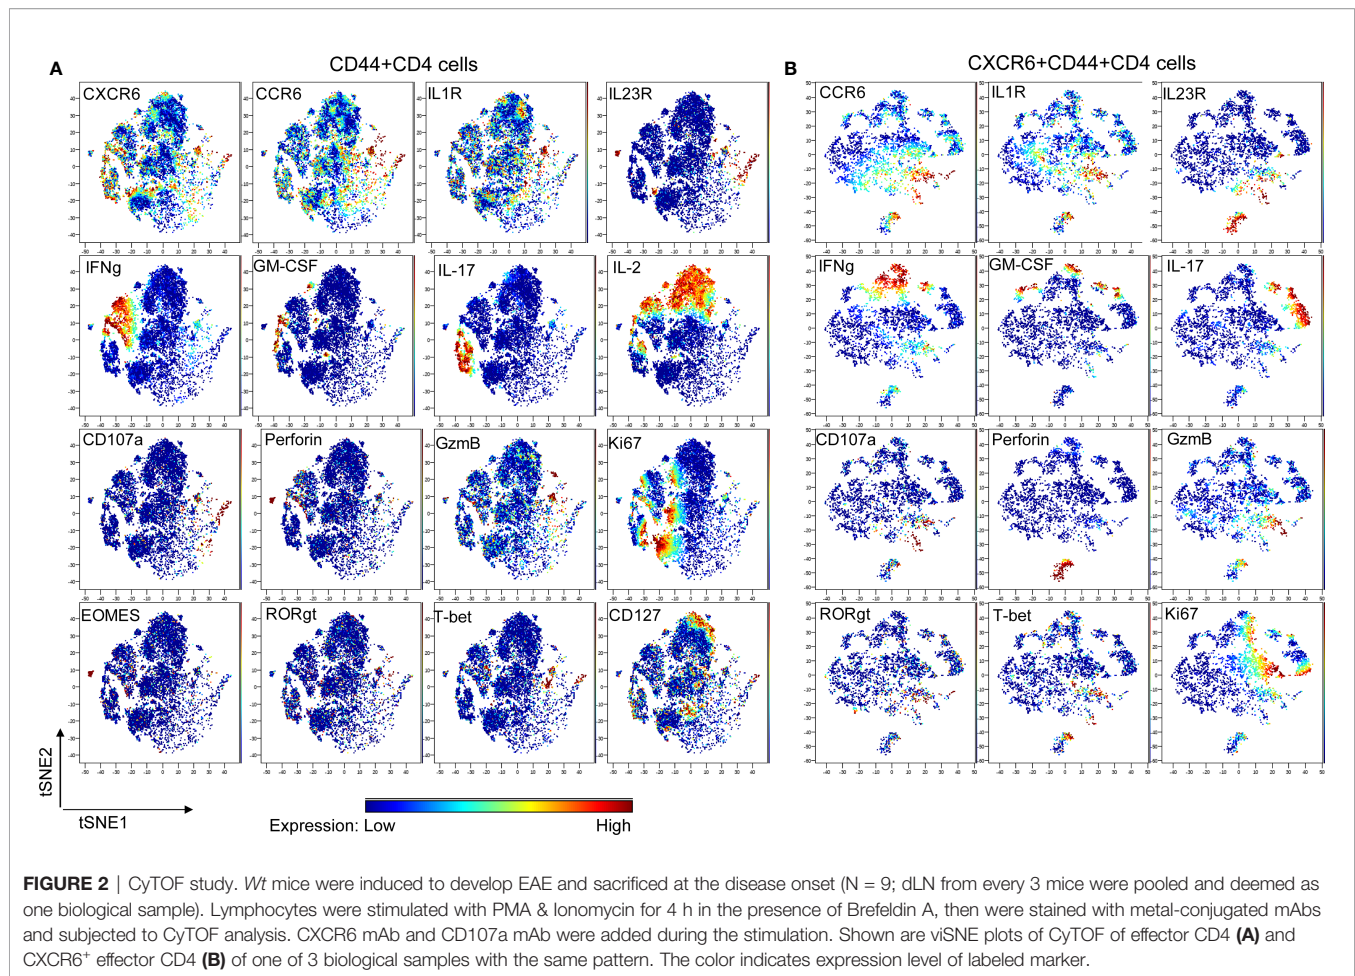 A
CD44+CD4 cells
B
CXCR6+CD44+CD4 cells
CXCR6 CCR6 IL1R IL23R
CCR6 IL1R IL23R
IFNg GM-CSF IL-17 IL-2
IFNg GM-CSF IL-17
CD107a Perforin GzmB Ki67
CD107a Perforin GzmB
EOMES RORgt T-bet CD127
RORgt T-bet Ki67
tSNE2
tSNE1
Expression: Low High
FIGURE 2 | CyTOF study. Wt mice were induced to develop EAE and sacrificed at the disease onset (N = 9; dLN from every 3 mice were pooled and deemed as
one biological sample). Lymphocytes were stimulated with PMA & Ionomycin for 4 h in the presence of Brefeldin A, then were stained with metal-conjugated mAbs
and subjected to CyTOF analysis. CXCR6 mAb and CD107a mAb were added during the stimulation. Shown are viSNE plots of CyTOF of effector CD4 (A) and
CXCR6+ effector CD4 (B) of one of 3 biological samples with the same pattern. The color indicates expression level of labeled marker.